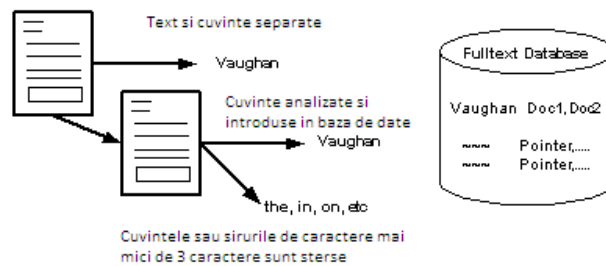 Text si cuvinte separate
Vaughan
Cuvinte analizate si
introduse in baza de date
Vaughan
the, in, on, etc
Cuvintele sau sirurile de caractere mai
mici de 3 caractere sunt sterse
Fulltext Database
Vaughan Doc1, Doc2
~~~ Pointer,....
~~~ Pointer,....